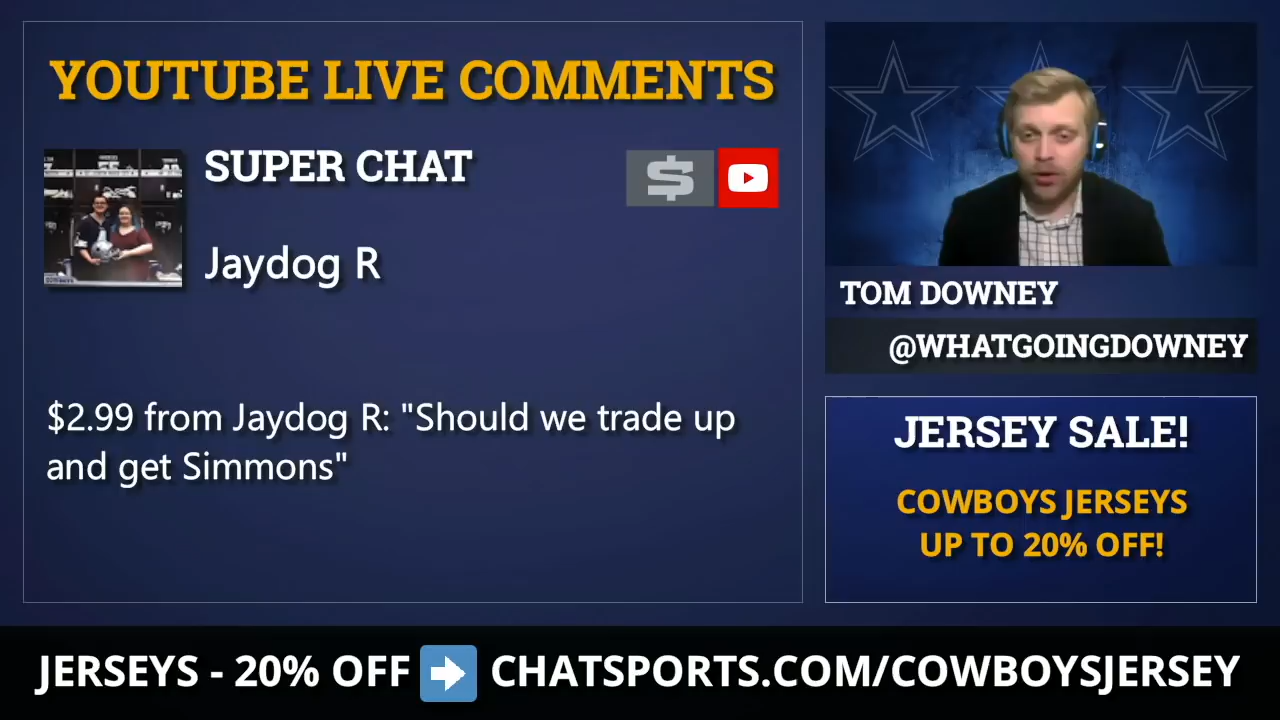 YOUTUBE LIVE COMMENTS
SUPER CHAT
Jaydog R
$2.99 from Jaydog R: "Should we trade up
and get Simmons"
TOM DOWNEY
@WHATGOINGDOWNEY
JERSEY SALE!
COWBOYS JERSEYS
UP TO 20% OFF!
JERSEYS - 20% OFF ➡ CHATSPORTS.COM/COWBOYSJERSEY